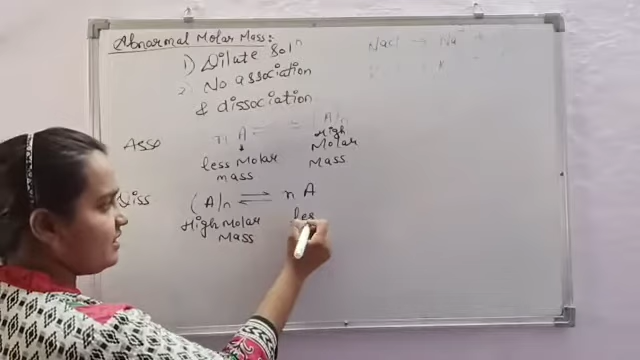 Abnormal Molar Mass:
1) Dilute Solⁿ
2) No association
& dissociation
NaCl → Na⁺ +
Asso n A ⇌ (A)n
less Molar mass High Molar Mass
Diss (A)n ⇌ n A
High Molar Mass les